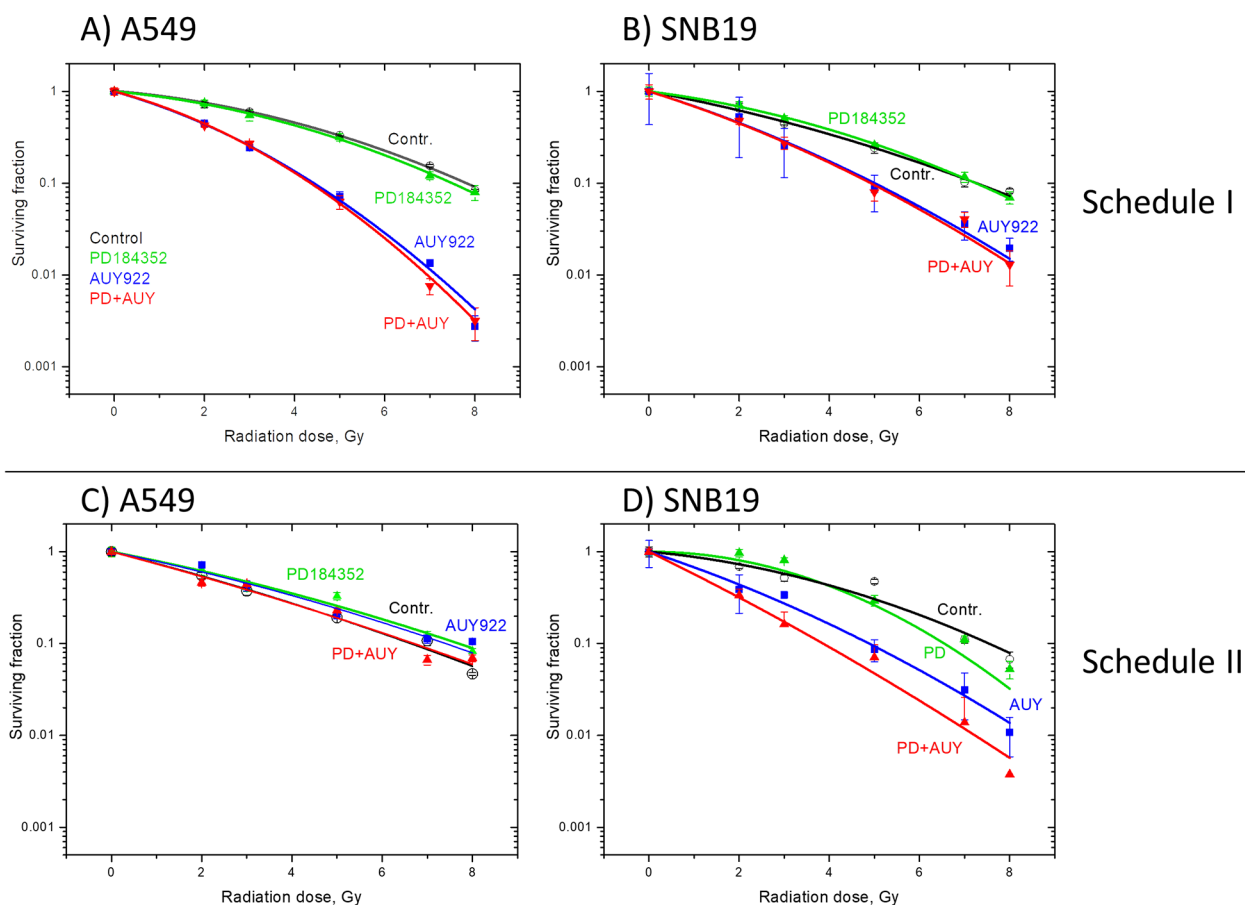 A) A549
B) SNB19
Surviving fraction
1
0.1
0.01
0.001
Contr.
PD184352
AUY922
PD+AUY
Control
PD184352
AUY922
PD+AUY
0 2 4 6 8
Radiation dose, Gy
Surviving fraction
1
0.1
0.01
0.001
PD184352
Contr.
AUY922
PD+AUY
0 2 4 6 8
Radiation dose, Gy
Schedule I
C) A549
D) SNB19
Surviving fraction
1
0.1
0.01
0.001
PD184352
Contr.
AUY922
PD+AUY
0 2 4 6 8
Radiation dose, Gy
Surviving fraction
1
0.1
0.01
0.001
Contr.
PD
AUY
PD+AUY
0 2 4 6 8
Radiation dose, Gy
Schedule II